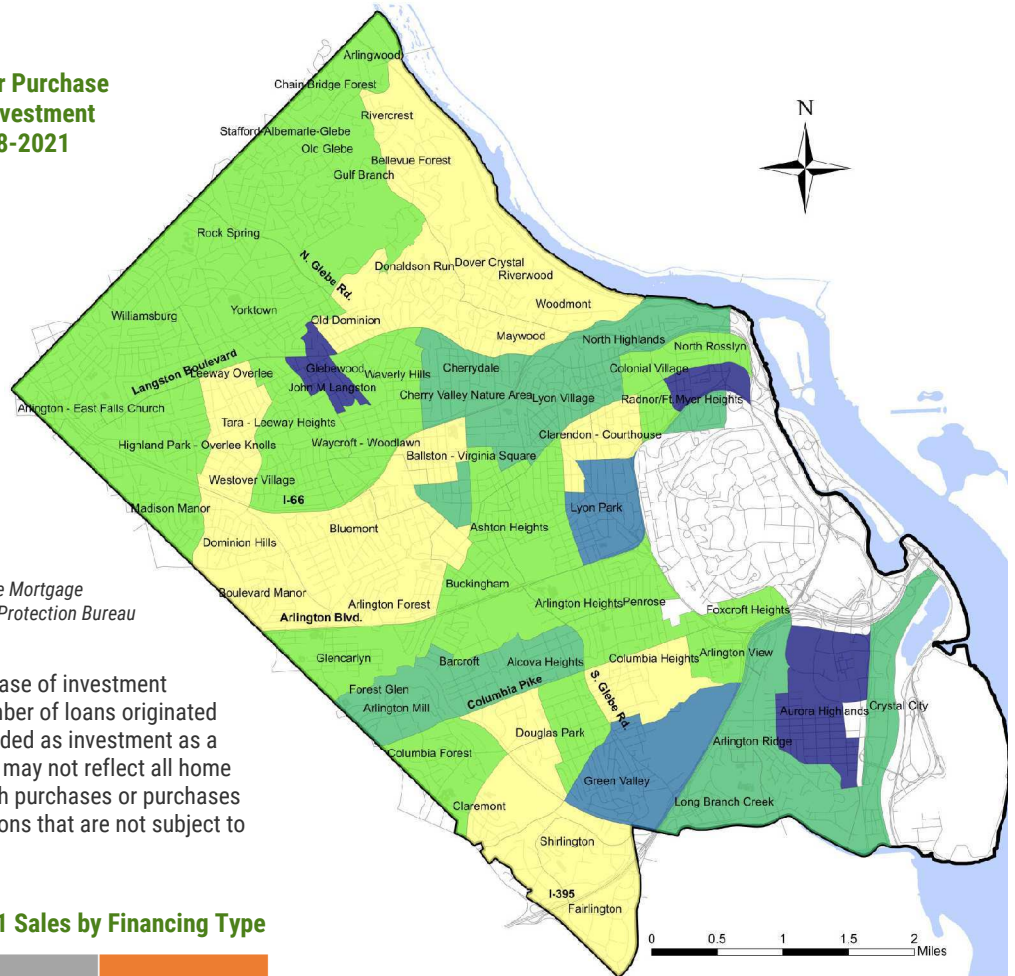 r Purchase
vestment
8-2021
e Mortgage
Protection Bureau
ase of investment
nber of loans originated
ded as investment as a
may not reflect all home
h purchases or purchases
ons that are not subject to
1 Sales by Financing Type
N
Arlingwood
Chain Bridge Forest
Rivercrest
Stafford-Albemarle-Glebe
Old Glebe
Bellevue Forest
Gulf Branch
Rock Spring
N. Glebe Rd.
Donaldson Run
Dover Crystal
Riverwood
Woodmont
Williamsburg
Yorktown
Old Dominion
Maywood
North Highlands
North Rosslyn
Langston Boulevard
Leeway Overlee
Glebewood
Waverly Hills
Cherrydale
Colonial Village
John M Langston
Cherry Valley Nature Area
Lyon Village
Radnor/Ft. Myer Heights
Arlington - East Falls Church
Tara - Leeway Heights
Highland Park - Overlee Knolls
Waycroft - Woodlawn
Clarendon - Courthouse
Ballston - Virginia Square
Westover Village
I-66
Madison Manor
Lyon Park
Bluemont
Ashton Heights
Dominion Hills
Buckingham
Boulevard Manor
Arlington Forest
Arlington Heights
Penrose
Foxcroft Heights
Arlington Blvd.
Glencarlyn
Barcroft
Alcova Heights
Columbia Heights
Arlington View
Forest Glen
Columbia Pike
S. Glebe Rd.
Arlington Mill
Aurora Highlands
Crystal City
Douglas Park
Arlington Ridge
Columbia Forest
Green Valley
Claremont
Long Branch Creek
Shirlington
I-395
Fairlington
0 0.5 1 1.5 2
Miles